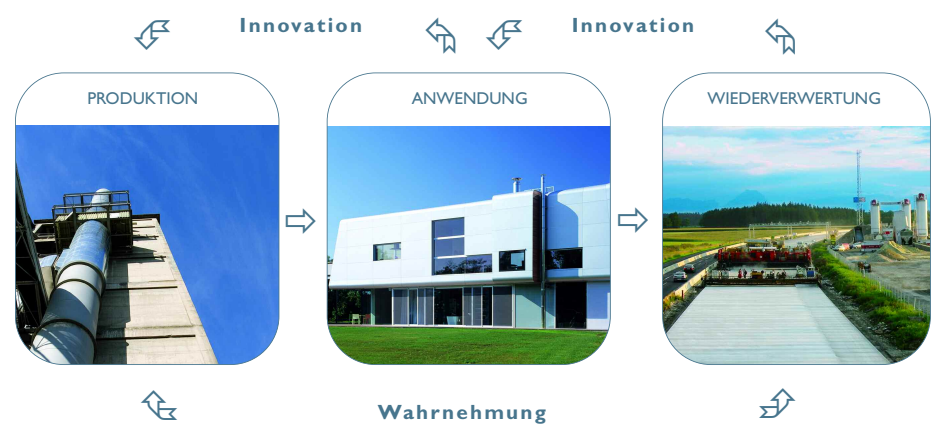 Innovation
Innovation
PRODUKTION
ANWENDUNG
WIEDERVERWERTUNG
Wahrnehmung